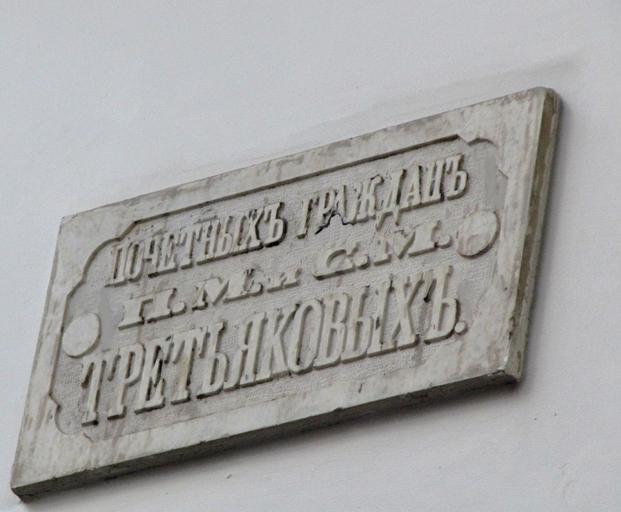 ПОЧЕТНЫХЪ ГРАЖДАНЪ
П. М. и С. М.
ТРЕТЬЯКОВЫХЪ.